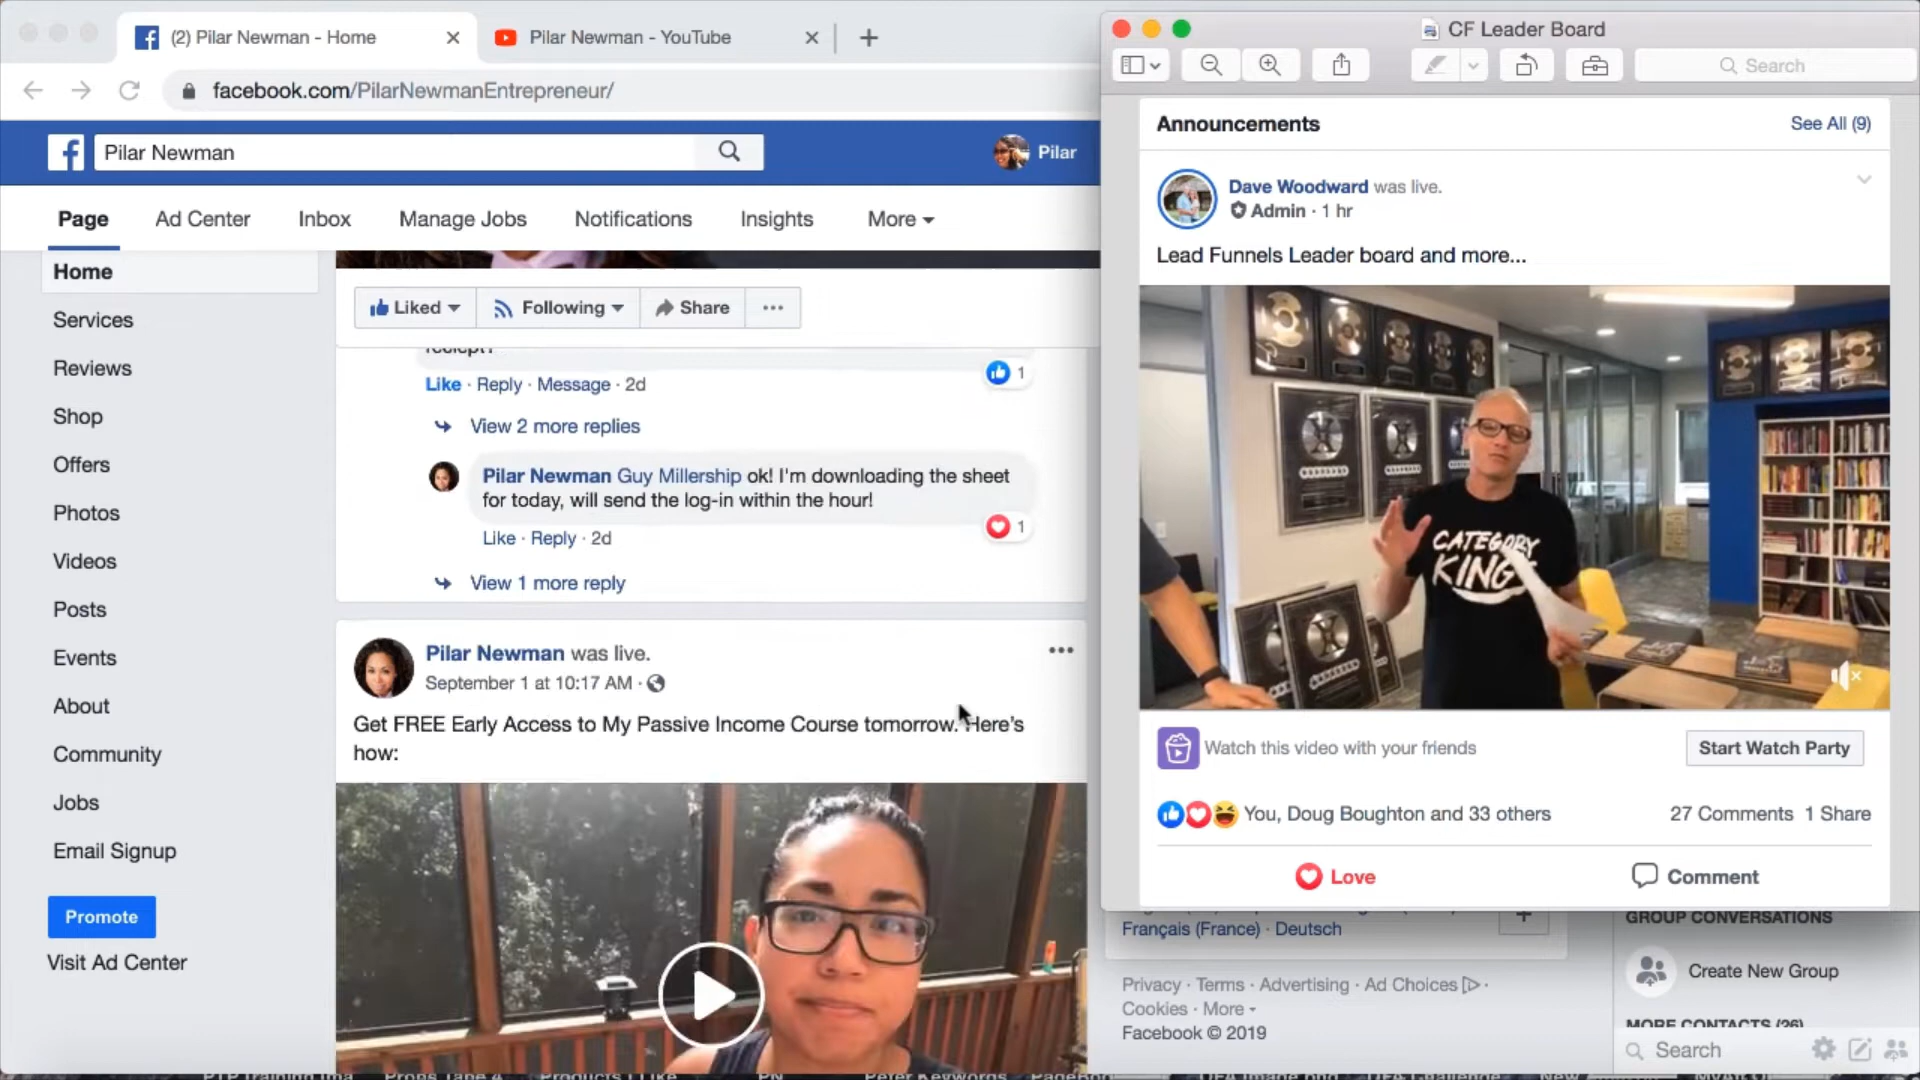 (2) Pilar Newman - Home
Pilar Newman - YouTube
facebook.com/PilarNewmanEntrepreneur/
Pilar Newman
Pilar
Page Ad Center Inbox Manage Jobs Notifications Insights More
Home
Services
Reviews
Shop
Offers
Photos
Videos
Posts
Events
About
Community
Jobs
Email Signup
Promote
Visit Ad Center
Liked Following Share
Like · Reply · Message · 2d
1
View 2 more replies
Pilar Newman Guy Millership ok! I'm downloading the sheet
for today, will send the log-in within the hour!
1
Like · Reply · 2d
View 1 more reply
Pilar Newman was live.
September 1 at 10:17 AM ·
Get FREE Early Access to My Passive Income Course tomorrow. Here's
how:
CF Leader Board
Search
Announcements
See All (9)
Dave Woodward was live.
Admin · 1 hr
Lead Funnels Leader board and more...
CATEGORY
KINGS
Watch this video with your friends
Start Watch Party
You, Doug Boughton and 33 others
27 Comments 1 Share
Love
Comment
Français (France) · Deutsch
Privacy · Terms · Advertising · Ad Choices ·
Cookies · More
Facebook © 2019
GROUP CONVERSATIONS
Create New Group
MORE CONTACTS (26)
Search